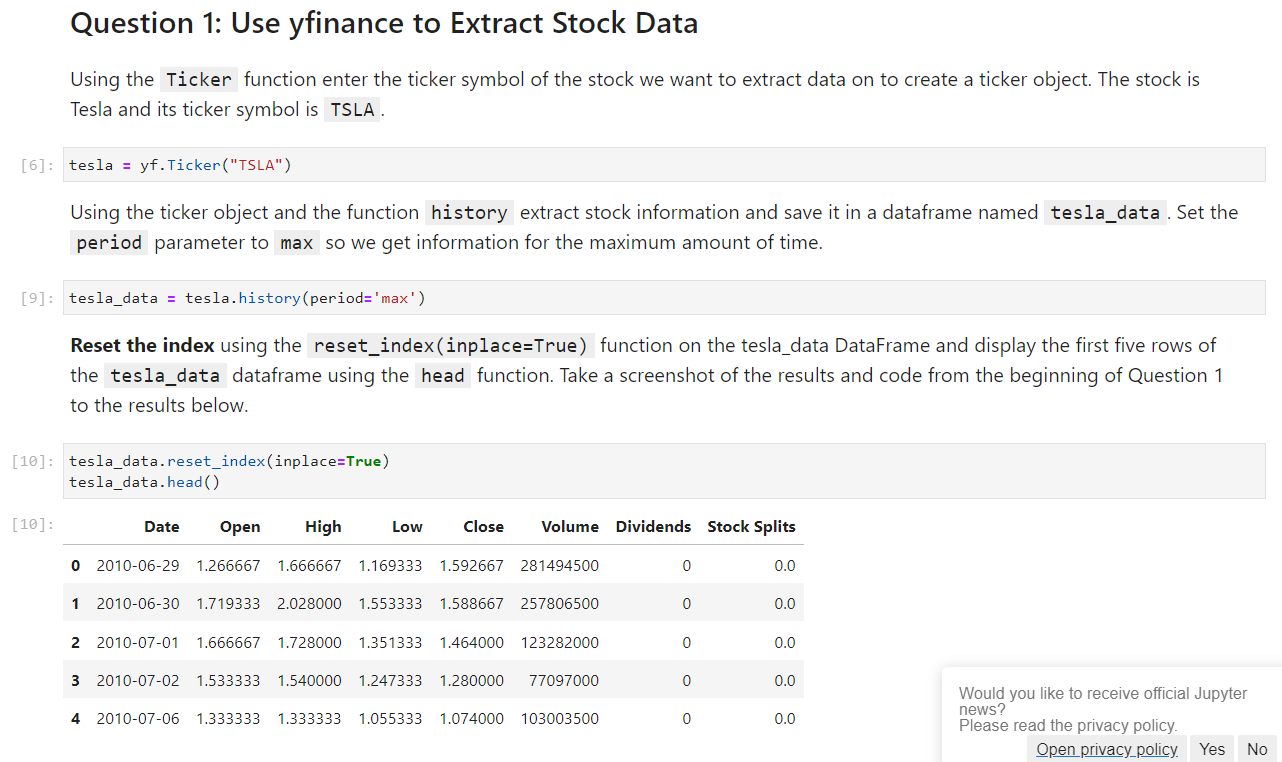 Question 1: Use yfinance to Extract Stock Data
Using the Ticker function enter the ticker symbol of the stock we want to extract data on to create a ticker object. The stock is
Tesla and its ticker symbol is TSLA.
[6]: tesla = yf.Ticker("TSLA")
Using the ticker object and the function history extract stock information and save it in a dataframe named tesla_data. Set the
period parameter to max so we get information for the maximum amount of time.
[9]: tesla_data = tesla.history(period='max')
Reset the index using the reset_index(inplace=True) function on the tesla_data DataFrame and display the first five rows of
the tesla_data dataframe using the head function. Take a screenshot of the results and code from the beginning of Question 1
to the results below.
[10]: tesla_data.reset_index(inplace=True)
tesla_data.head()
[10]: Date Open High Low Close Volume Dividends Stock Splits
0 2010-06-29 1.266667 1.666667 1.169333 1.592667 281494500 0 0.0
1 2010-06-30 1.719333 2.028000 1.553333 1.588667 257806500 0 0.0
2 2010-07-01 1.666667 1.728000 1.351333 1.464000 123282000 0 0.0
3 2010-07-02 1.533333 1.540000 1.247333 1.280000 77097000 0 0.0
4 2010-07-06 1.333333 1.333333 1.055333 1.074000 103003500 0 0.0
Would you like to receive official Jupyter
news?
Please read the privacy policy.
Open privacy policy Yes No